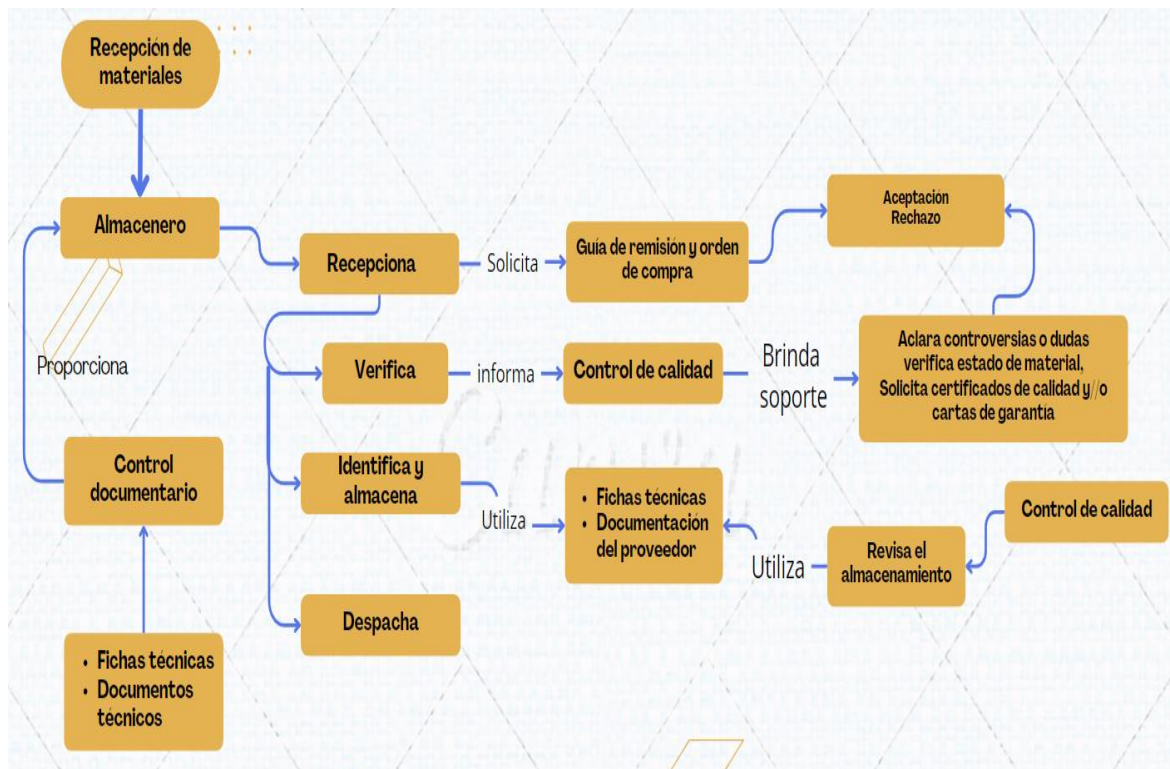 Recepción de
materiales
Almacenero
Recepciona
Solicita
Guía de remisión y orden
de compra
Aceptación
Rechazo
Proporciona
Verifica
informa
Control de calidad
Brinda
soporte
Aclara controversias o dudas
verifica estado de material,
Solicita certificados de calidad y//o
cartas de garantía
Control
documentario
Identifica y
almacena
Utiliza
• Fichas técnicas
• Documentación
del proveedor
Utiliza
Revisa el
almacenamiento
Control de calidad
Despacha
• Fichas técnicas
• Documentos
técnicos